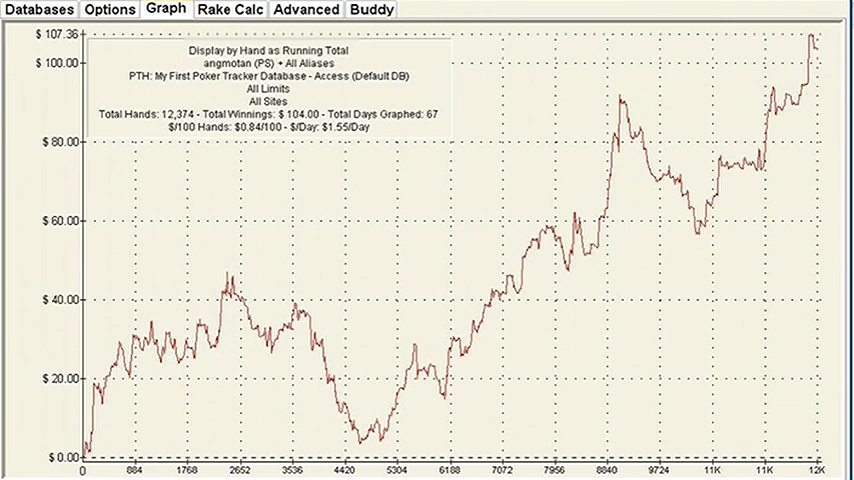 Databases Options Graph Rake Calc Advanced Buddy
$ 107.36
Display by Hand as Running Total
angmotan (PS) + All Aliases
$ 100.00
PTH: My First Poker Tracker Database - Access (Default DB)
All Limits
All Sites
Total Hands: 12,374 - Total Winnings: $ 104.00 - Total Days Graphed: 67
$/100 Hands: $0.84/100 - $/Day: $1.55/Day
$ 80.00
$ 60.00
$ 40.00
$ 20.00
$ 0.00
0 884 1768 2652 3536 4420 5304 6188 7072 7956 8840 9724 11K 11K 12K